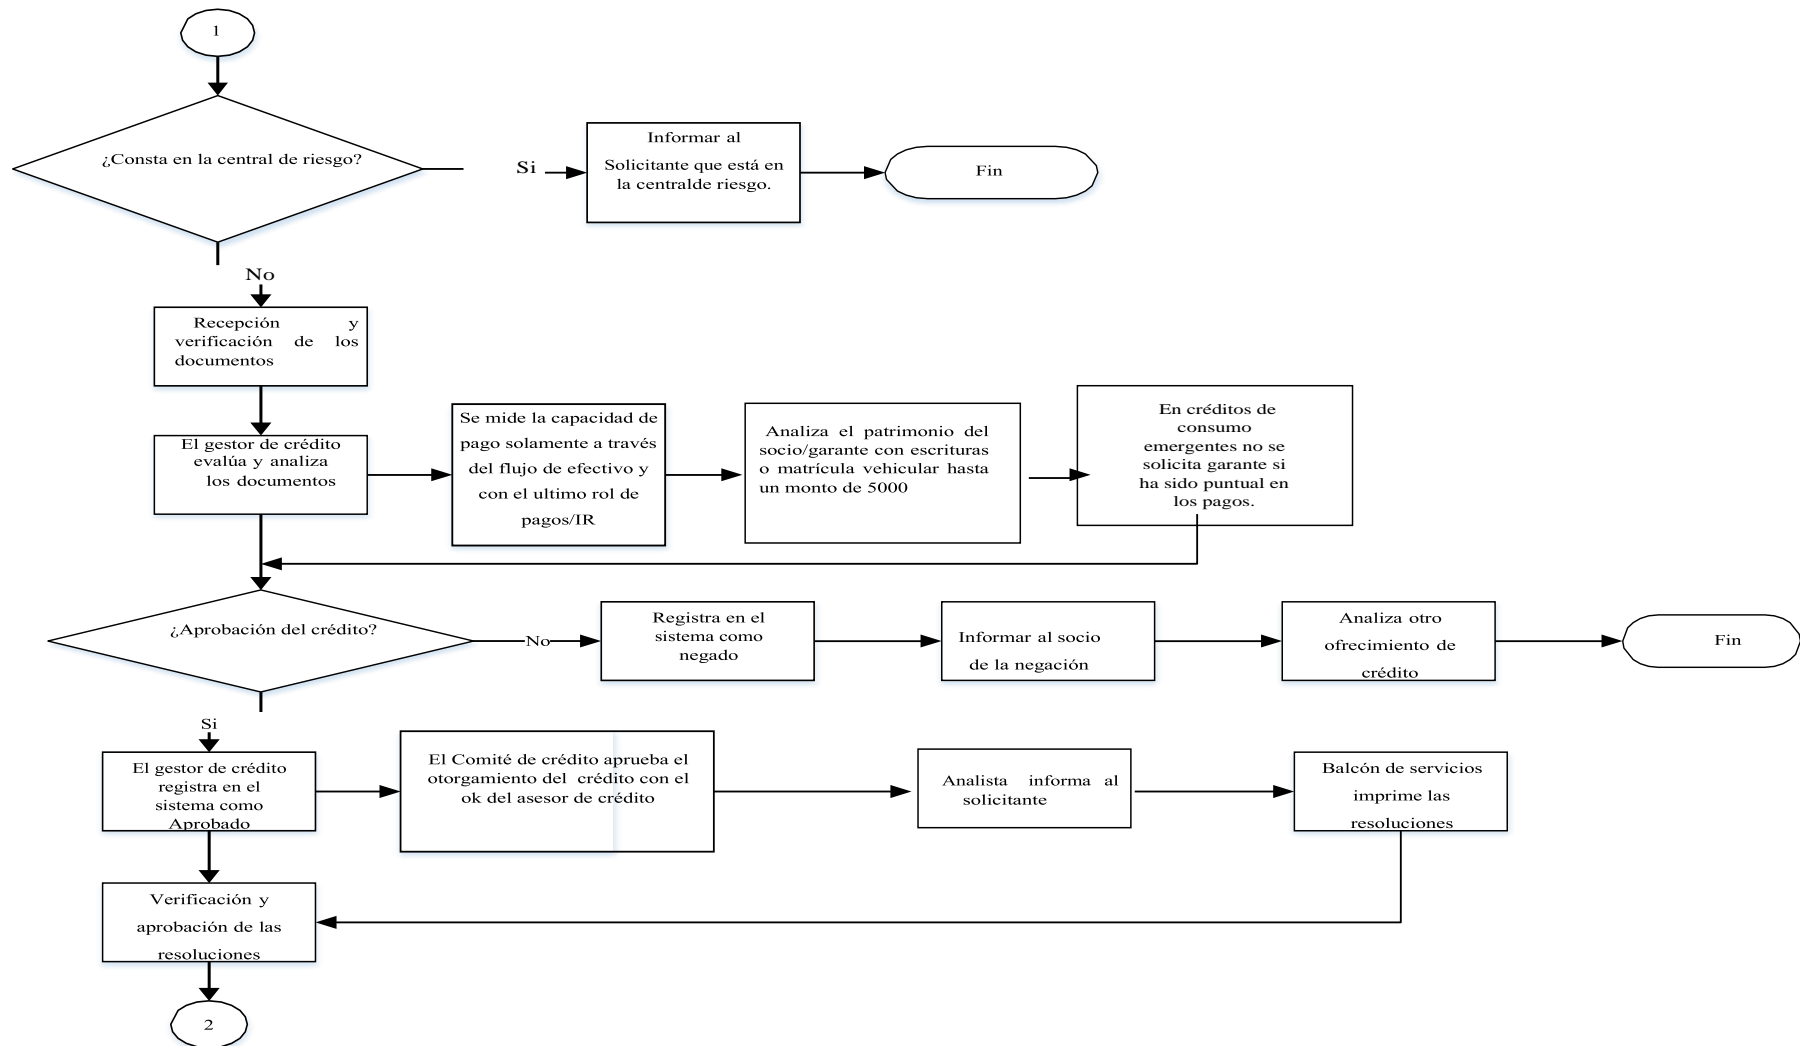 1
¿Consta en la central de riesgo?
Si
Informar al
Solicitante que está en
la centralde riesgo.
Fin
No
Recepción y
verificación de los
documentos
El gestor de crédito
evalúa y analiza
los documentos
Se mide la capacidad de
pago solamente a través
del flujo de efectivo y
con el ultimo rol de
pagos/IR
Analiza el patrimonio del
socio/garante con escrituras
o matrícula vehicular hasta
un monto de 5000
En créditos de
consumo
emergentes no se
solicita garante si
ha sido puntual en
los pagos.
¿Aprobación del crédito?
No
Registra en el
sistema como
negado
Informar al socio
de la negación
Analiza otro
ofrecimiento de
crédito
Fin
Si
El gestor de crédito
registra en el
sistema como
Aprobado
El Comité de crédito aprueba el
otorgamiento del crédito con el
ok del asesor de crédito
Analista informa al
solicitante
Balcón de servicios
imprime las
resoluciones
Verificación y
aprobación de las
resoluciones
2